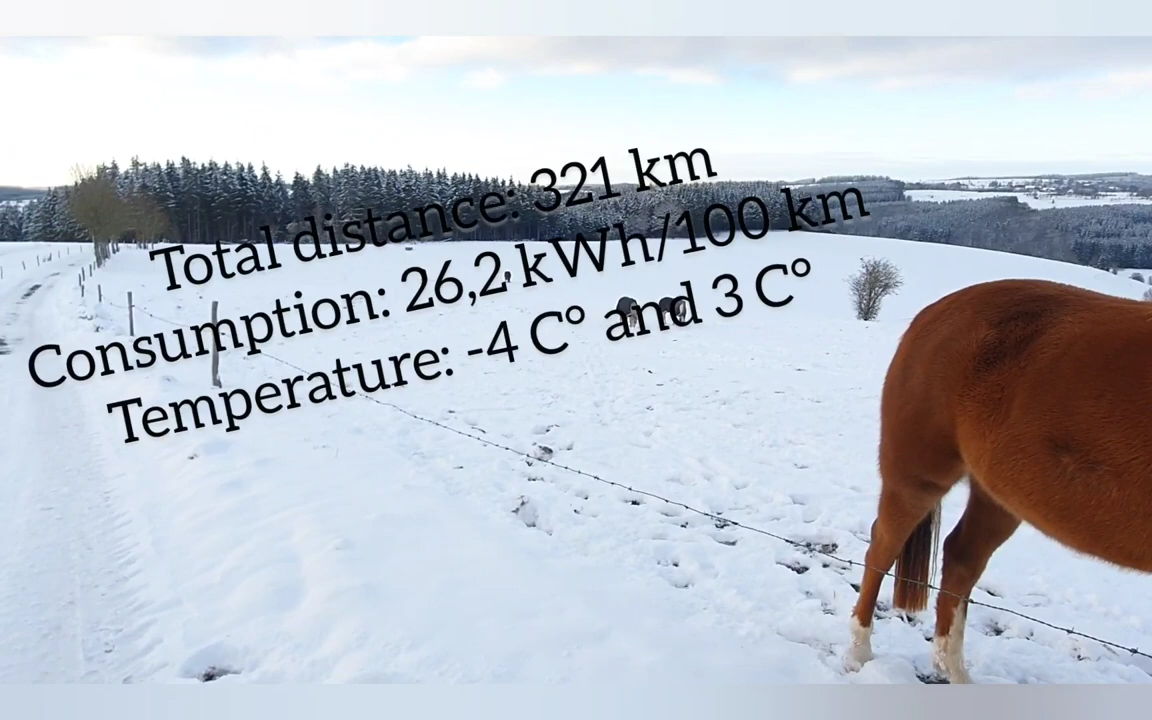 Total distance: 321 km
Consumption: 26,2 kWh/100 km
Temperature: -4 C° and 3 C°